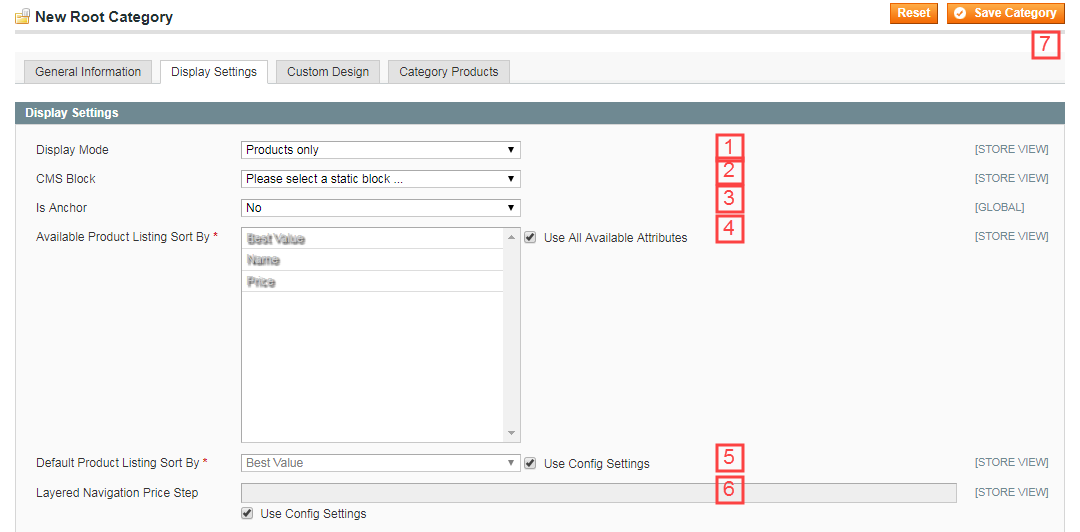 New Root Category
Reset
Save Category
7
General Information
Display Settings
Custom Design
Category Products
Display Settings
Display Mode
Products only
1
[STORE VIEW]
CMS Block
Please select a static block ...
2
[STORE VIEW]
Is Anchor
No
3
[GLOBAL]
Available Product Listing Sort By *
Best Value
Name
Price
Use All Available Attributes
4
[STORE VIEW]
Default Product Listing Sort By *
Best Value
Use Config Settings
5
[STORE VIEW]
Layered Navigation Price Step
6
[STORE VIEW]
Use Config Settings